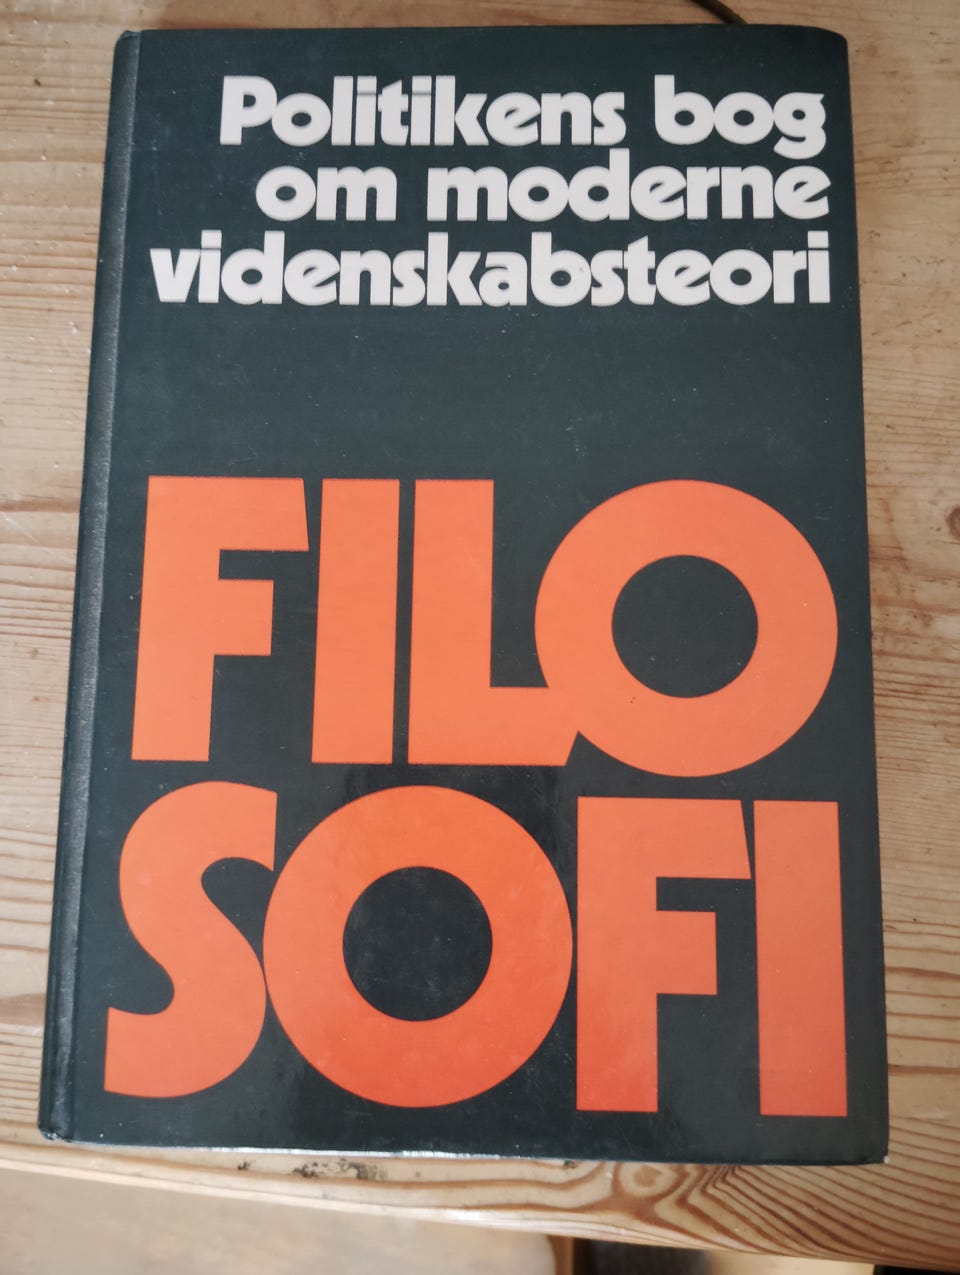 Politikens bog
om moderne
videnskabsteori
FILO
SOFI